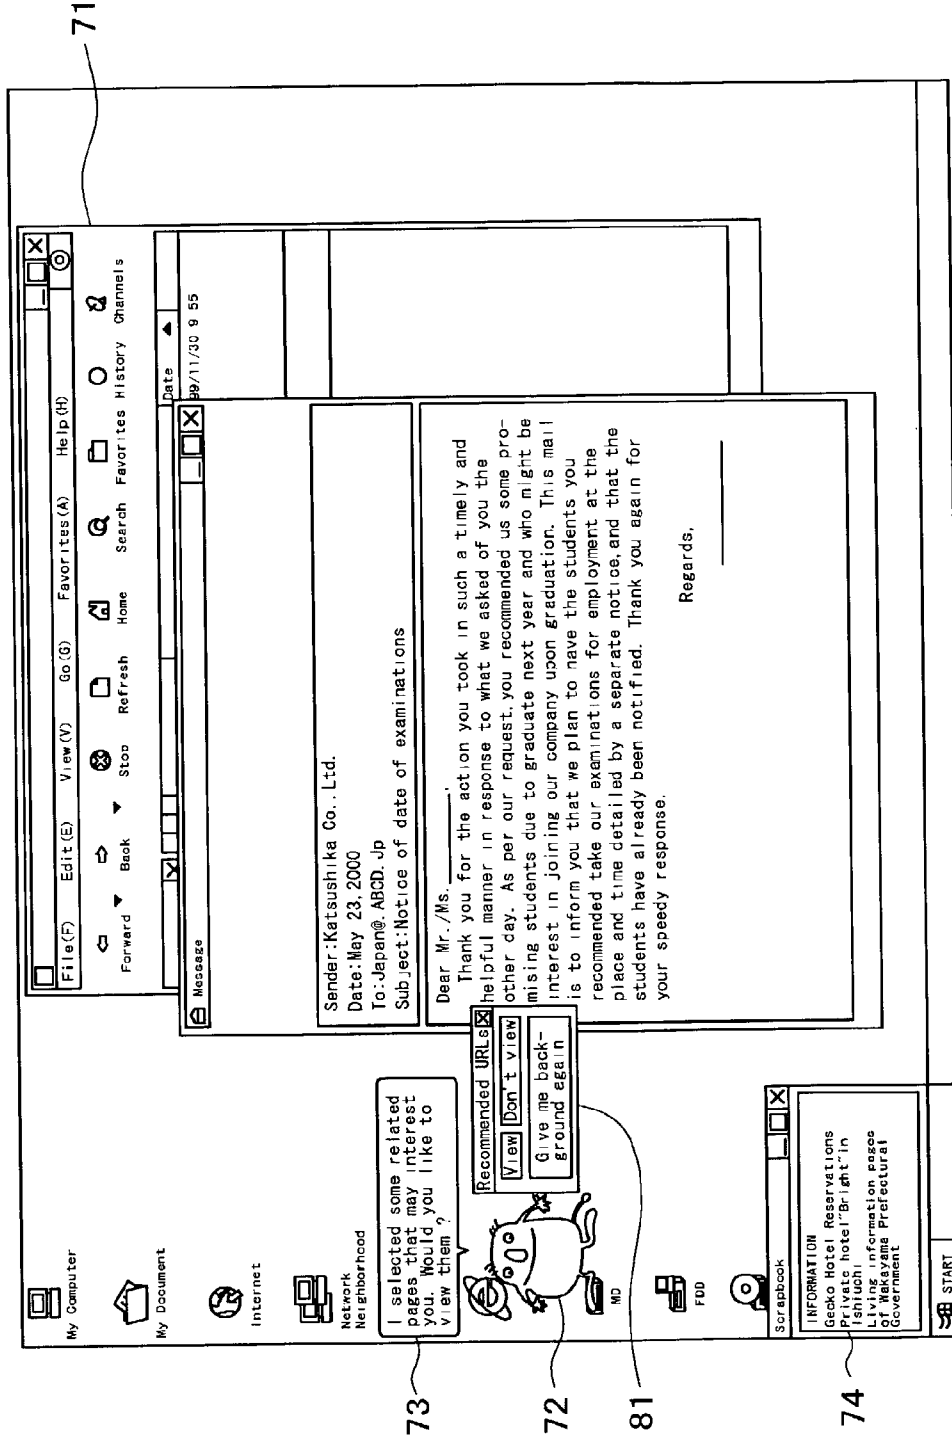 71
File(F) Edit(E) View(V) Go(G) Favorites(A) Help(H)
Forward Back Stop Refresh Home Search Favorites History Channels
Date
99/11/30 9 55
Message
Sender:Katsushika Co., Ltd.
Date:May 23,2000
To:Japan@.ABCD.Jp
Subject:Notice of date of examinations
Dear Mr./Ms.______,
Thank you for the action you took in such a timely and
helpful manner in response to what we asked of you the
other day. As per our request,you recommended us some pro-
mising students due to graduate next year and who might be
interest in joining our company upon graduation. This mail
is to inform you that we plan to have the students you
recommended take our examinations for employment at the
place and time detailed by a separate notice,and that the
students have already been notified. Thank you again for
your speedy response.
Regards,
My Computer
My Document
Internet
Network
Neighborhood
I selected some related
pages that may interest
you. Would you like to
view them ?
Recommended URLs
View Don't view
Give me back-
ground again
MD
FDD
Scrapbook
INFORMATION
Gecko Hotel Reservations
Private hotel"Bright"in
Ishiuchi
Living information pages
of Wakayama Prefectural
Government
START
73
72
81
74